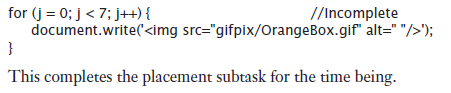 for (j = 0; j < 7; j++) { //Incomplete
document.write('<img src="gifpix/OrangeBox.gif" alt=" "/>');
}
This completes the placement subtask for the time being.